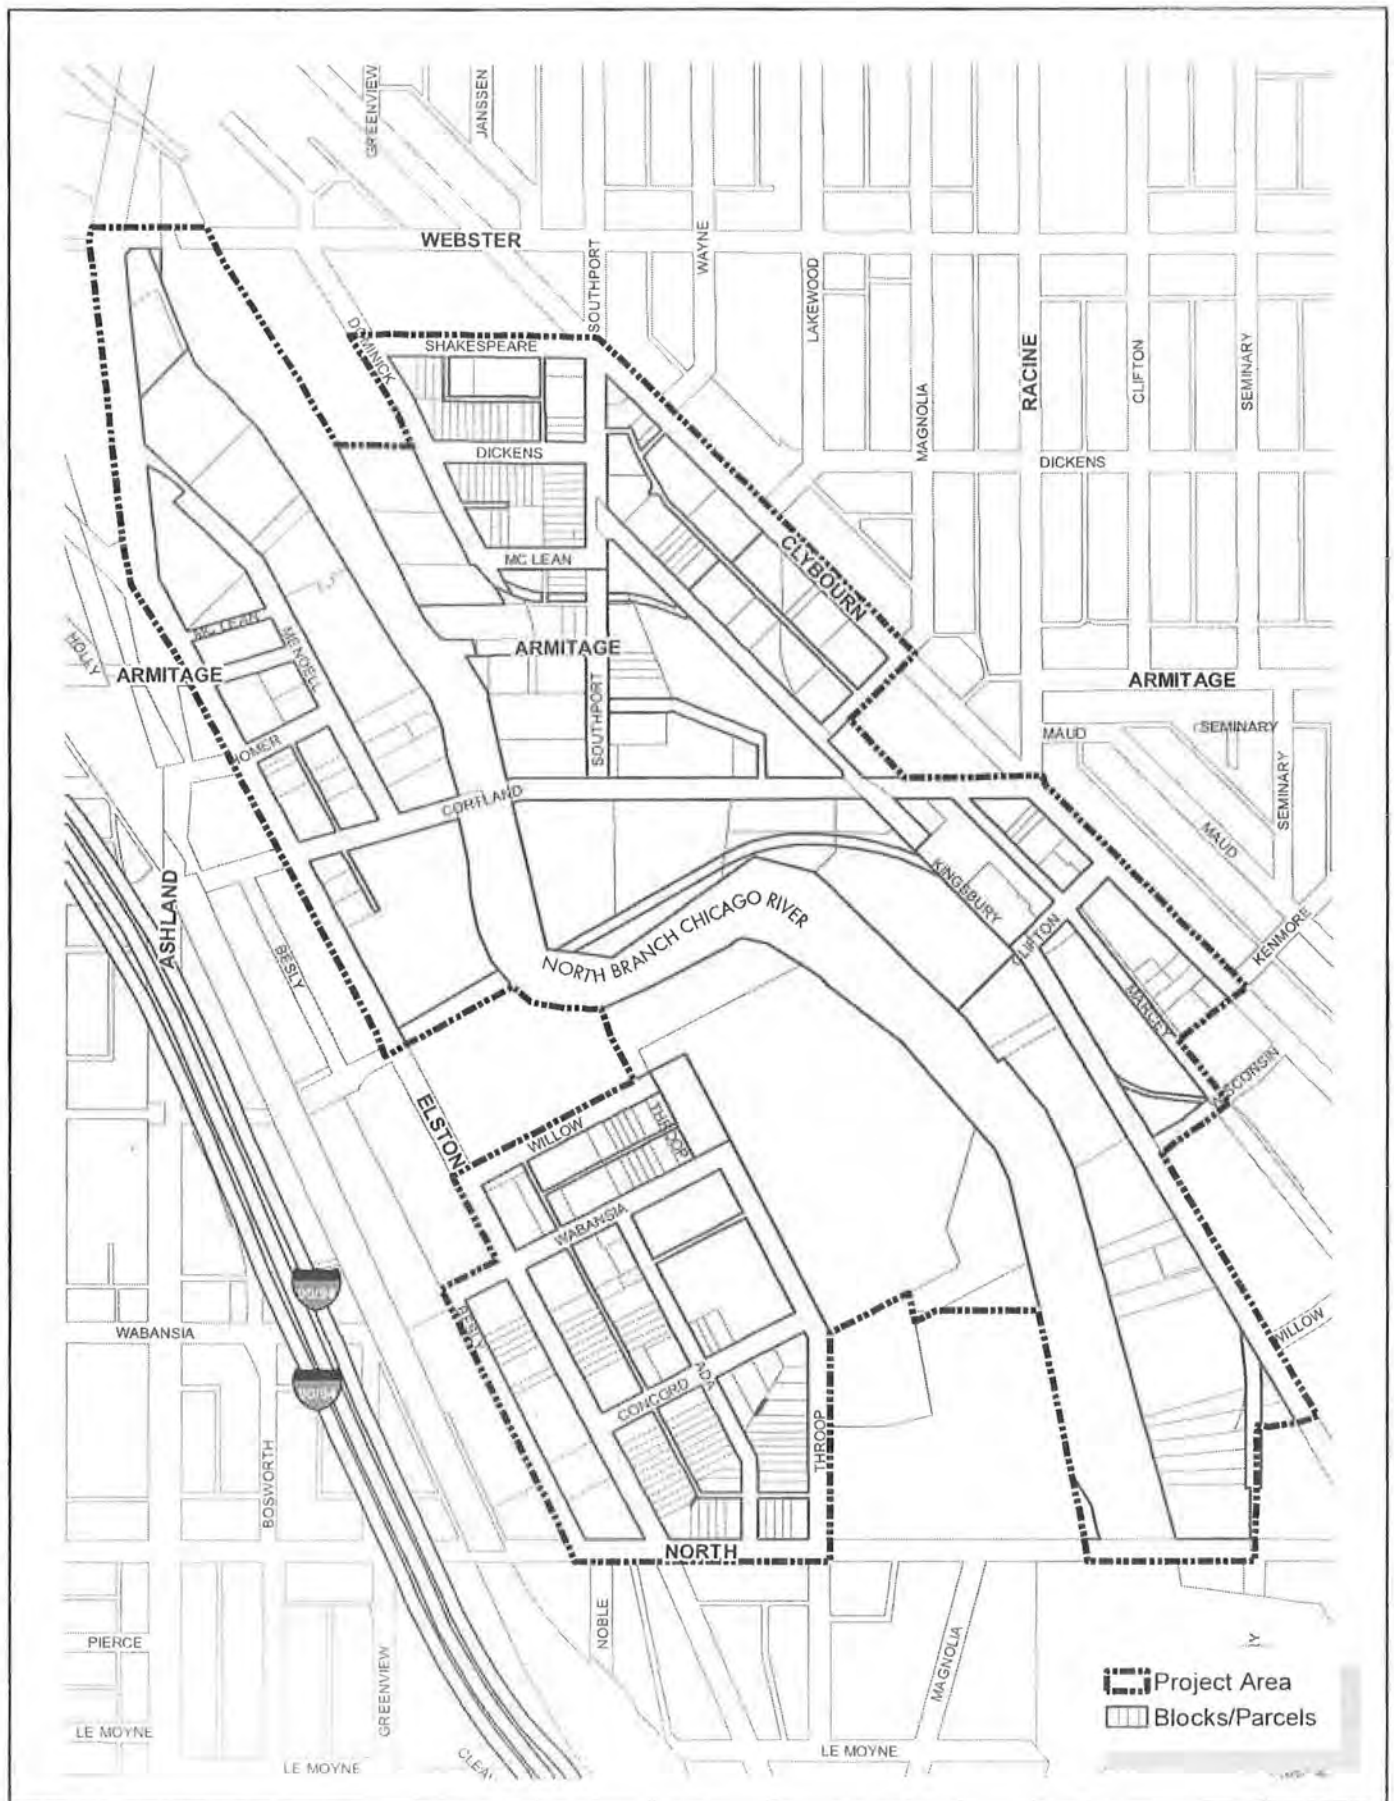 GREENVIEW
JANSSEN
WEBSTER
SOUTHPORT
WAYNE
LAKEWOOD
DOMINICK
SHAKESPEARE
RACINE
CLIFTON
SEMINARY
MAGNOLIA
DICKENS
DICKENS
CLYBOURN
MC LEAN
MC LEAN
MENDELL
HOLLY
ARMITAGE
ARMITAGE
ARMITAGE
SOUTHPORT
MAUD
SEMINARY
SEMINARY
HOMER
CORTLAND
MAUD
ASHLAND
KINGSBURY
NORTH BRANCH CHICAGO RIVER
CLIFTON
KENMORE
BESLY
MARCEY
ELSTON
WILLOW
THROOP
WABANSIA
BESLY
WABANSIA
WILLOW
ADA
CONCORD
THROOP
BOSWORTH
NORTH
NOBLE
PIERCE
MAGNOLIA
GREENVIEW
Project Area
Blocks/Parcels
LE MOYNE
LE MOYNE
LE MOYNE